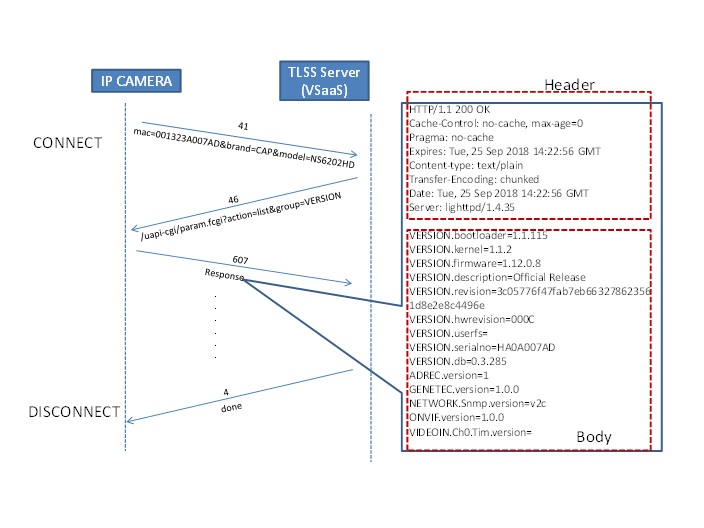 IP CAMERA
TLSS Server
(VSaaS)
Header
CONNECT
41
mac=001323A007AD&brand=CAP&model=NS6202HD
46
/uapi-cgi/param.fcgi?action=list&group=VERSION
607
Response
.
.
.
.
.
.
4
done
DISCONNECT
HTTP/1.1 200 OK
Cache-Control: no-cache, max-age=0
Pragma: no-cache
Expires: Tue, 25 Sep 2018 14:22:56 GMT
Content-type: text/plain
Transfer-Encoding: chunked
Date: Tue, 25 Sep 2018 14:22:56 GMT
Server: lighttpd/1.4.35
VERSION.bootloader=1.1.115
VERSION.kernel=1.1.2
VERSION.firmware=1.12.0.8
VERSION.description=Official Release
VERSION.revision=3c05776f47fab7eb66327862356
1d8e2e8c4496e
VERSION.hwrevision=000C
VERSION.userfs=
VERSION.serialno=HA0A007AD
VERSION.db=0.3.285
ADREC.version=1
GENETEC.version=1.0.0
NETWORK.Snmp.version=v2c
ONVIF.version=1.0.0
VIDEOIN.Ch0.Tim.version=
Body